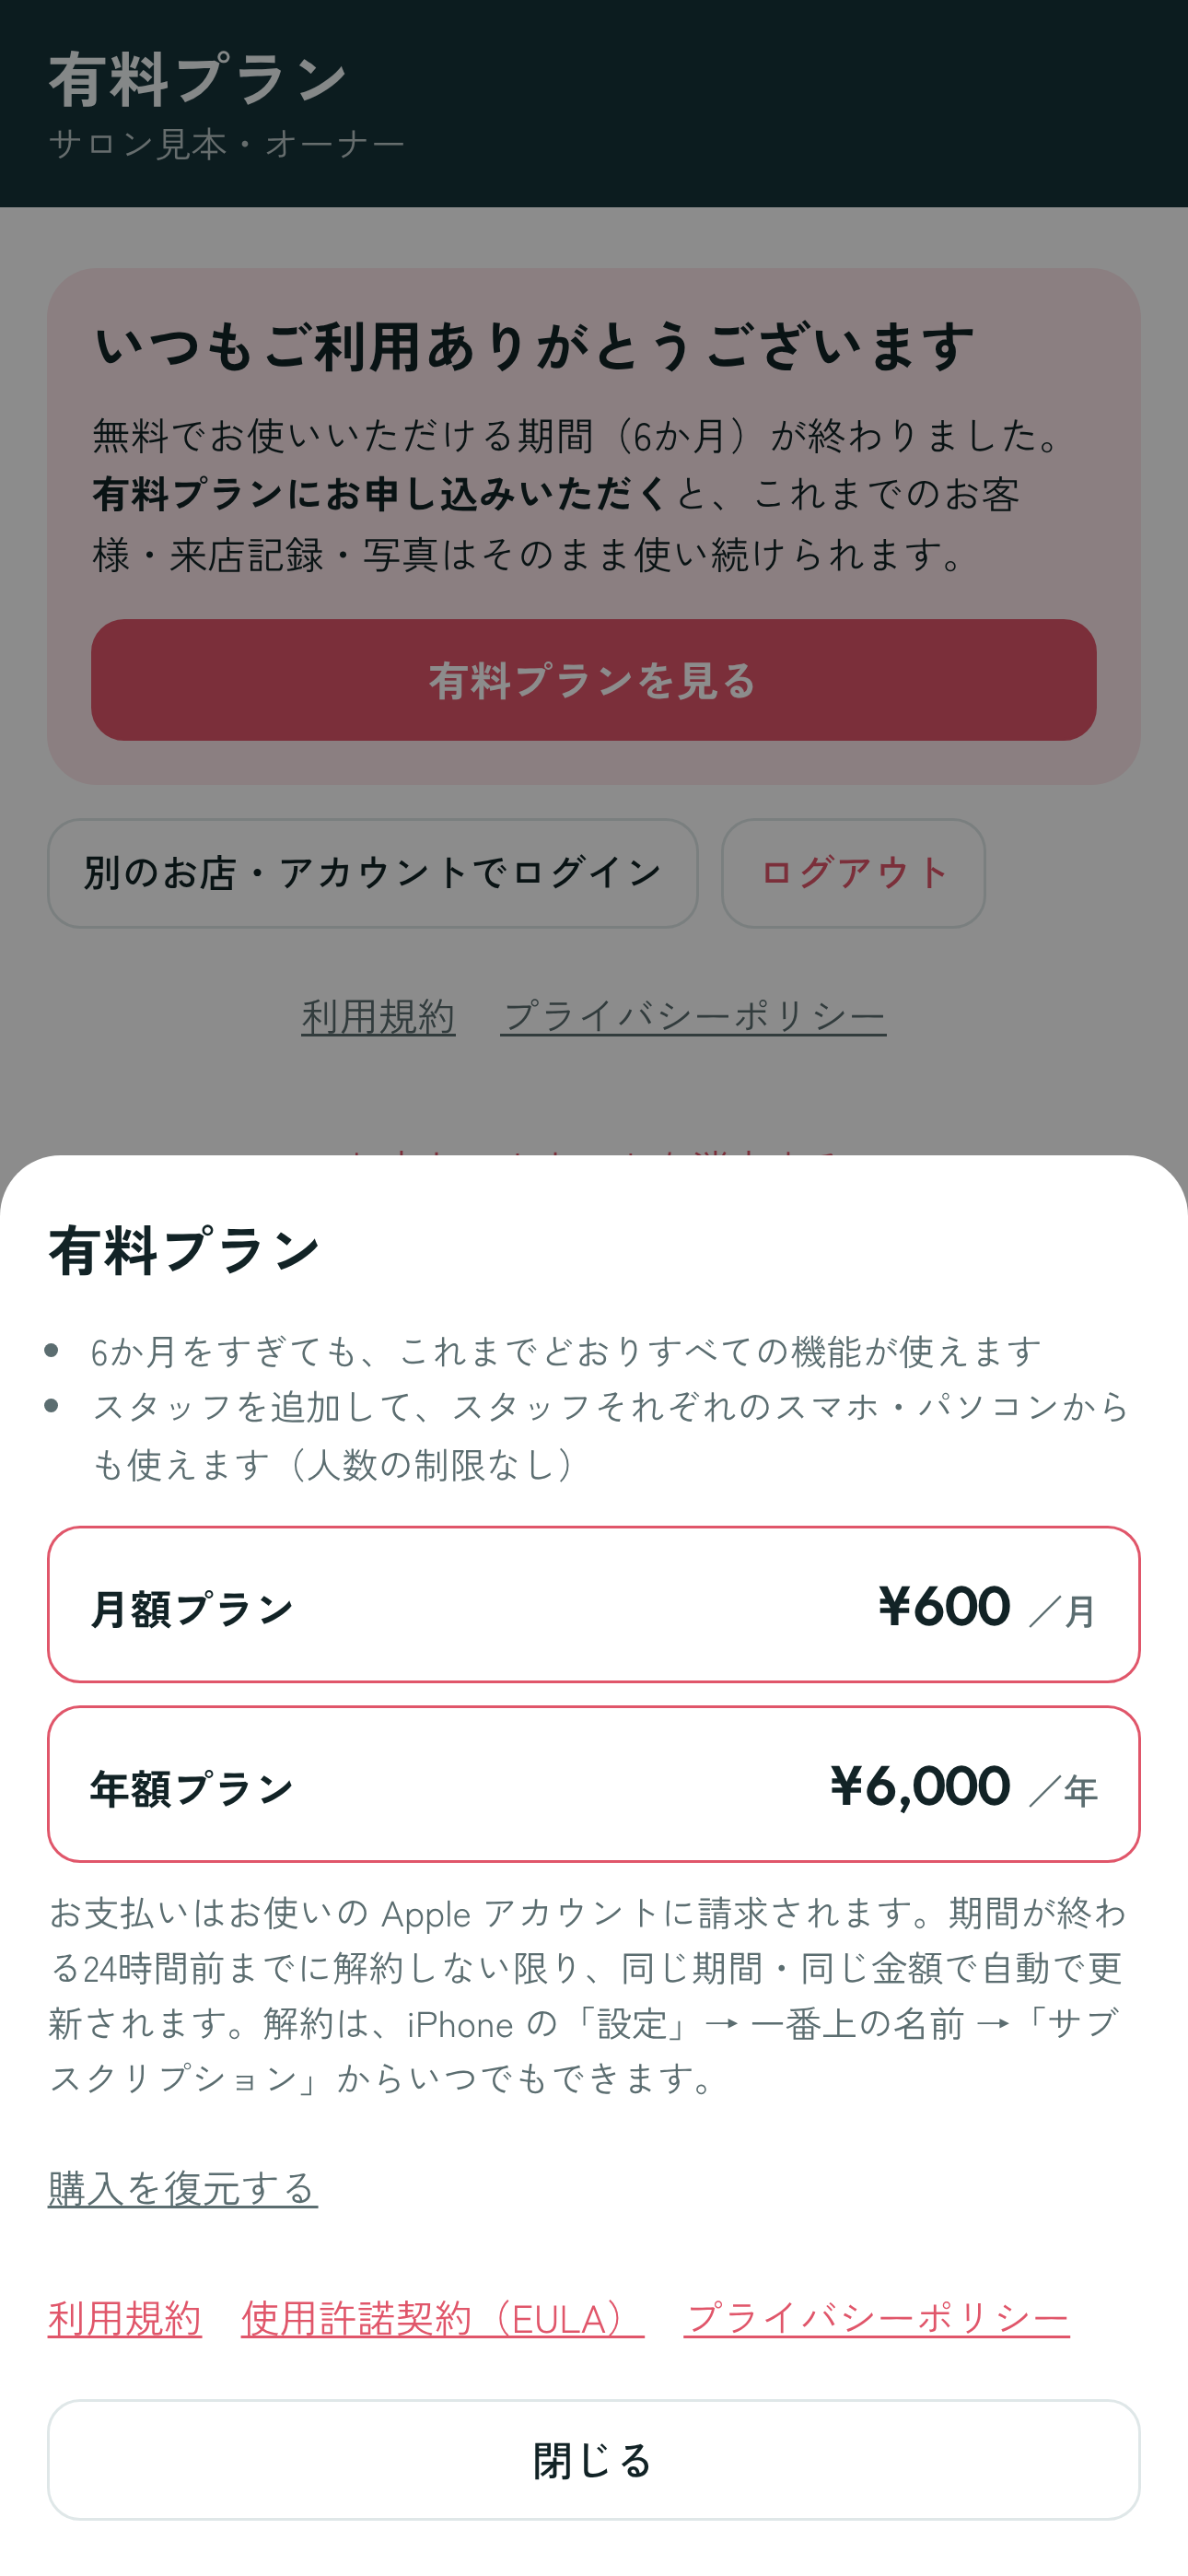 有料プラン
サロン見本・オーナー
いつもご利用ありがとうございます
無料でお使いいただける期間（6か月）が終わりました。
有料プランにお申し込みいただくと、これまでのお客
様・来店記録・写真はそのまま使い続けられます。
有料プランを見る
別のお店・アカウントでログイン
ログアウト
利用規約 プライバシーポリシー
有料プラン
• 6か月をすぎても、これまでどおりすべての機能が使えます
• スタッフを追加して、スタッフそれぞれのスマホ・パソコンから
も使えます（人数の制限なし）
月額プラン ¥600 ／月
年額プラン ¥6,000 ／年
お支払いはお使いの Apple アカウントに請求されます。期間が終わ
る24時間前までに解約しない限り、同じ期間・同じ金額で自動で更
新されます。解約は、iPhone の「設定」→ 一番上の名前 →「サブ
スクリプション」からいつでもできます。
購入を復元する
利用規約 使用許諾契約（EULA） プライバシーポリシー
閉じる